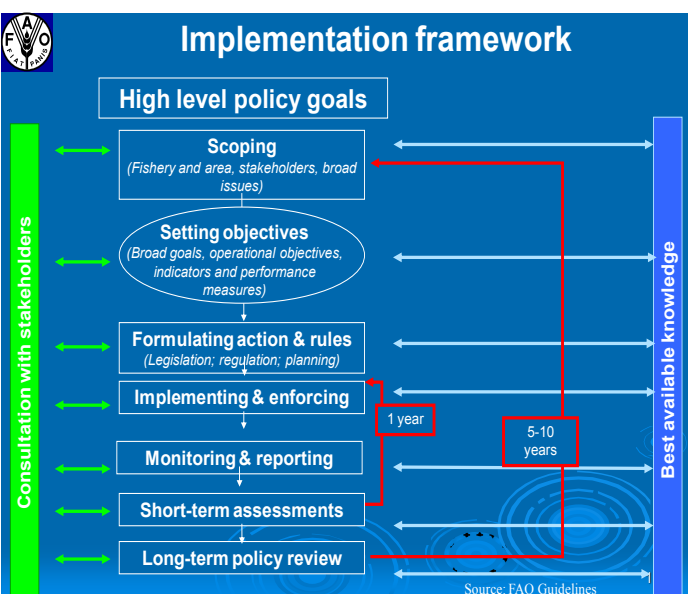 F A O
FIAT PANIS
Implementation framework
High level policy goals
Scoping
(Fishery and area, stakeholders, broad
issues)
Setting objectives
(Broad goals, operational objectives,
indicators and performance
measures)
Formulating action & rules
(Legislation; regulation; planning)
Implementing & enforcing
1 year
5-10
years
Monitoring & reporting
Short-term assessments
Long-term policy review
Consultation with stakeholders
Best available knowledge
1
Source: FAO Guidelines